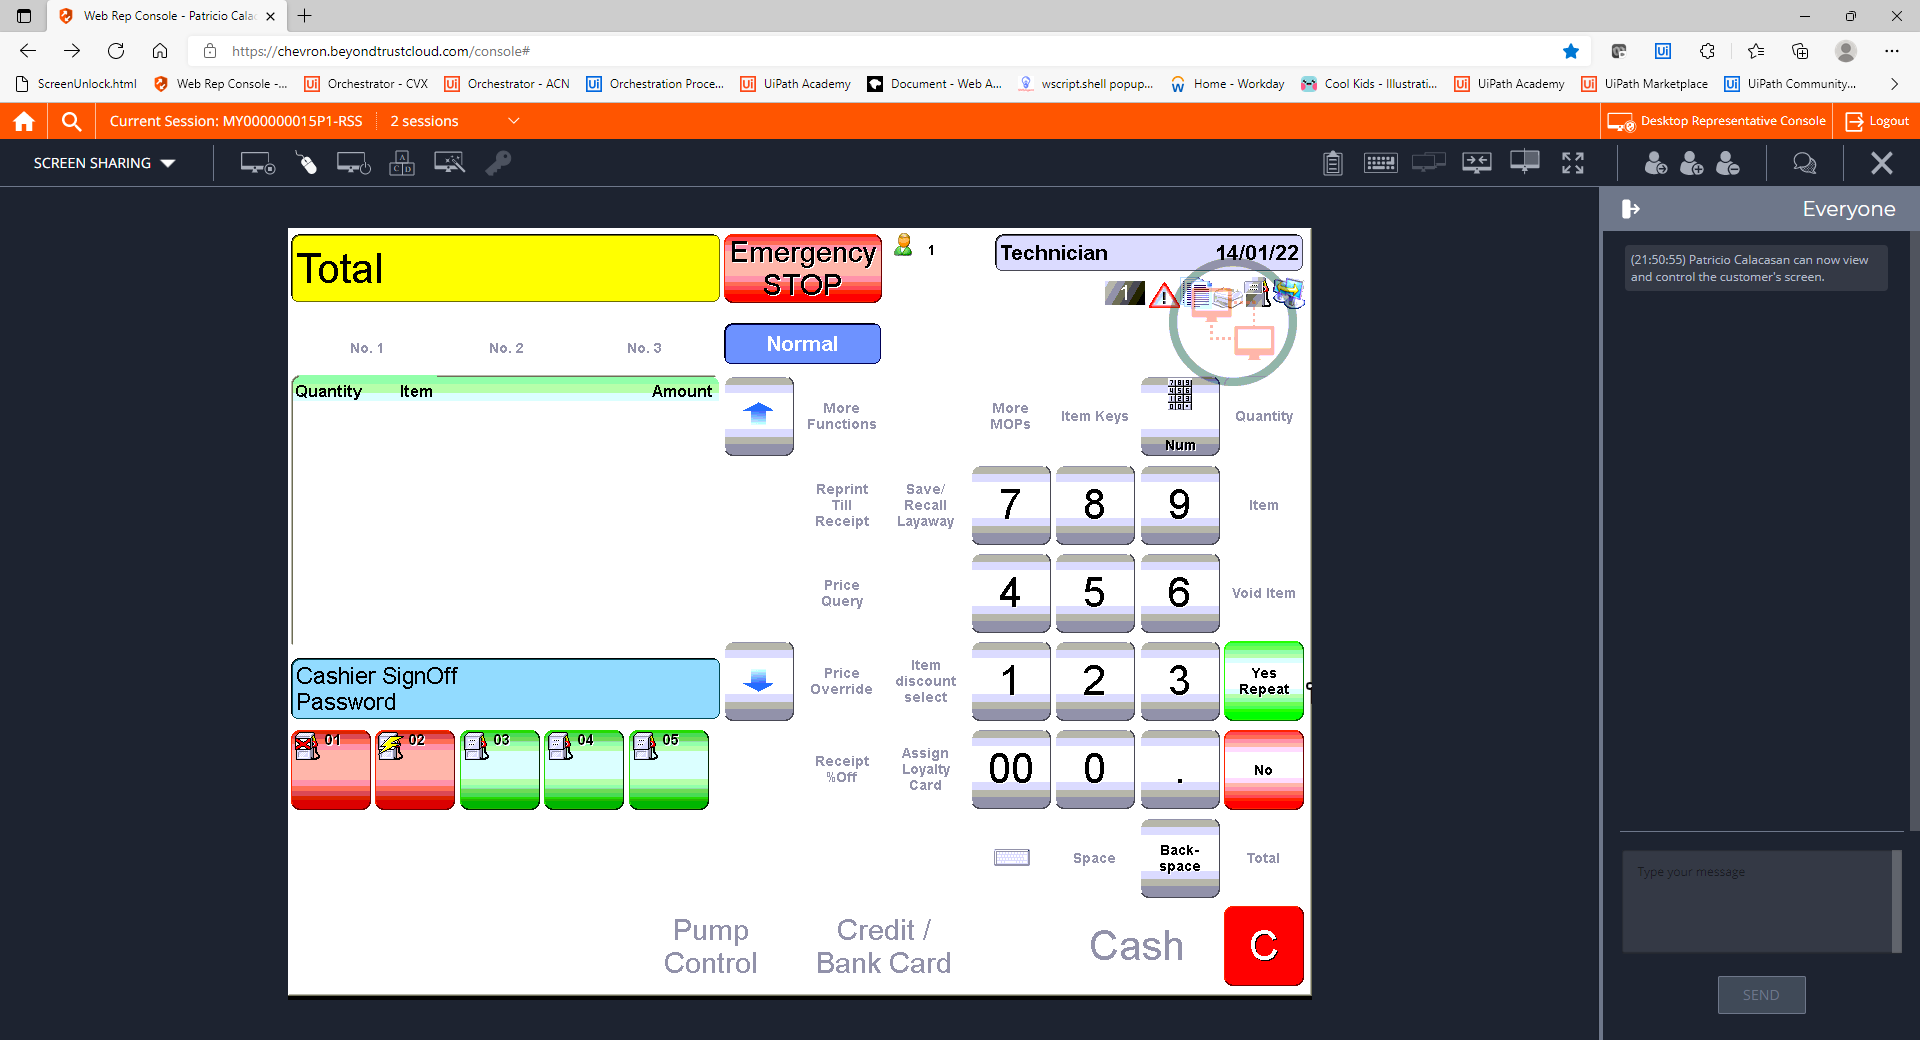 Web Rep Console - Patricio Cala
https://chevron.beyondtrustcloud.com/console#
ScreenUnlock.html
Web Rep Console -...
Orchestrator - CVX
Orchestrator - ACN
Orchestration Proce...
UiPath Academy
Document - Web A...
wscript.shell popup...
Home - Workday
Cool Kids - Illustrati...
UiPath Academy
UiPath Marketplace
UiPath Community...
Current Session: MY000000015P1-RSS
2 sessions
Desktop Representative Console
Logout
SCREEN SHARING
Everyone
(21:50:55) Patricio Calacasan can now view
and control the customer's screen.
Total
Emergency
STOP
1
Technician
14/01/22
1
No. 1
No. 2
No. 3
Normal
Quantity
Item
Amount
More
Functions
More
MOPs
Item Keys
Num
Quantity
Reprint
Till
Receipt
Save/
Recall
Layaway
7
8
9
Item
Price
Query
4
5
6
Void Item
Cashier SignOff
Password
Price
Override
Item
discount
select
1
2
3
Yes
Repeat
01
02
03
04
05
Receipt
%Off
Assign
Loyalty
Card
00
0
.
No
Space
Back-
space
Total
Pump
Control
Credit /
Bank Card
Cash
C
Type your message
SEND